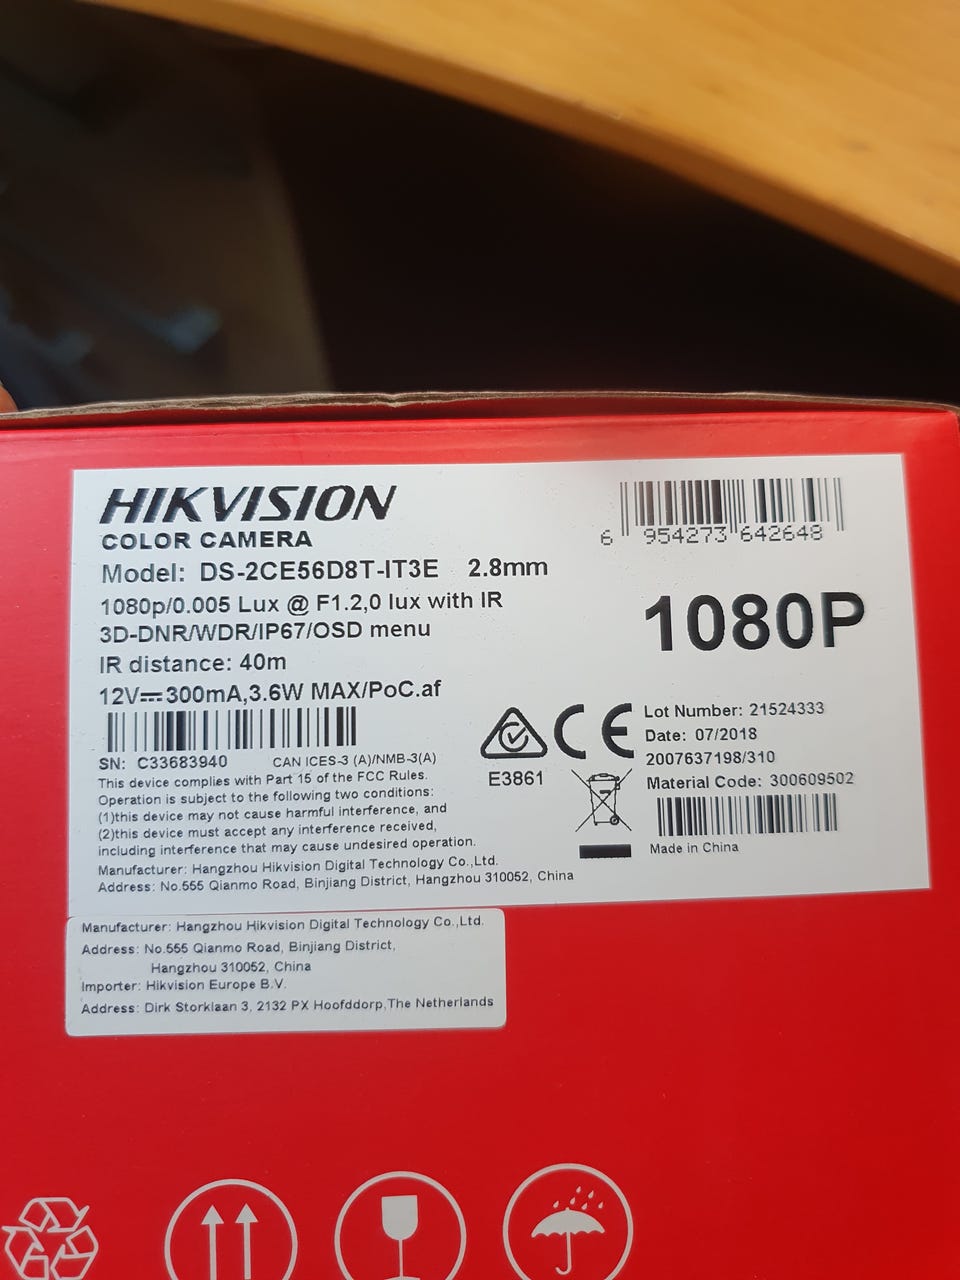 HIKVISION
COLOR CAMERA
Model: DS-2CE56D8T-IT3E 2.8mm
1080p/0.005 Lux @ F1.2,0 lux with IR
3D-DNR/WDR/IP67/OSD menu
IR distance: 40m
12V⎓300mA,3.6W MAX/PoC.af
SN: C33683940 CAN ICES-3 (A)/NMB-3(A)
This device complies with Part 15 of the FCC Rules.
Operation is subject to the following two conditions:
(1)this device may not cause harmful interference, and
(2)this device must accept any interference received,
including interference that may cause undesired operation.
Manufacturer: Hangzhou Hikvision Digital Technology Co.,Ltd.
Address: No.555 Qianmo Road, Binjiang District, Hangzhou 310052, China
6 954273 642648
1080P
CE
E3861
Lot Number: 21524333
Date: 07/2018
2007637198/310
Material Code: 300609502
Made in China
Manufacturer: Hangzhou Hikvision Digital Technology Co.,Ltd.
Address: No.555 Qianmo Road, Binjiang District,
Hangzhou 310052, China
Importer: Hikvision Europe B.V.
Address: Dirk Storklaan 3, 2132 PX Hoofddorp,The Netherlands